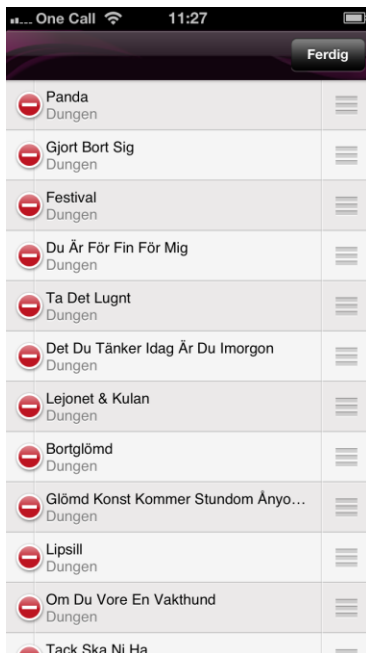 ... One Call 11:27
Ferdig
Panda
Dungen
Gjort Bort Sig
Dungen
Festival
Dungen
Du Är För Fin För Mig
Dungen
Ta Det Lugnt
Dungen
Det Du Tänker Idag Är Du Imorgon
Dungen
Lejonet & Kulan
Dungen
Bortglömd
Dungen
Glömd Konst Kommer Stundom Ånyo...
Dungen
Lipsill
Dungen
Om Du Vore En Vakthund
Dungen
Tack Ska Ni Ha